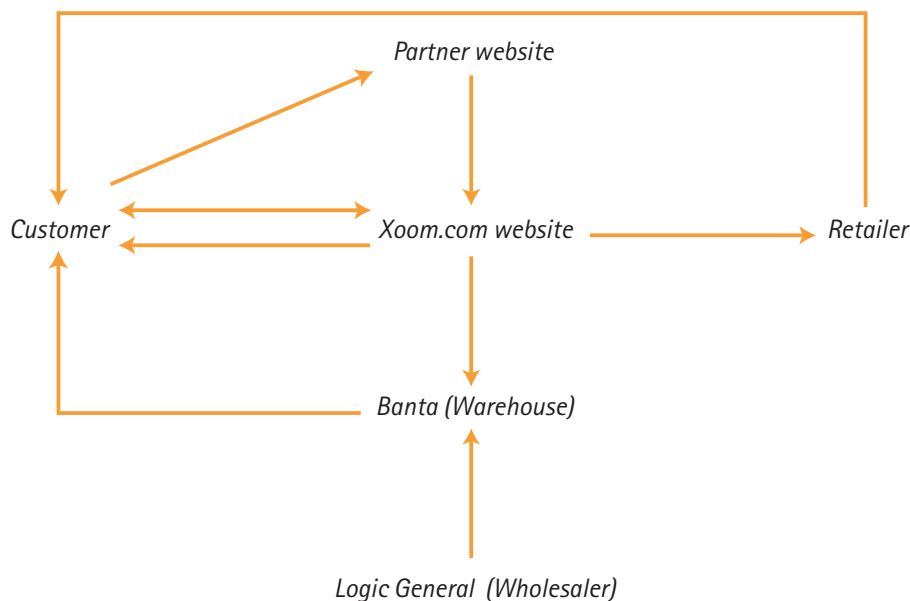 Partner website
Customer
Xoom.com website
Retailer
Banta (Warehouse)
Logic General (Wholesaler)